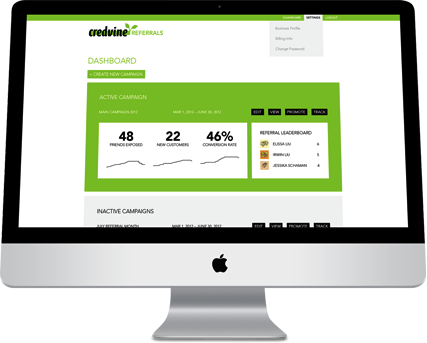 DASHBOARD SETTINGS LOGOUT
credvine REFERRALS
Business Profile
Billing Info
Change Password
DASHBOARD
+ CREATE NEW CAMPAIGN
ACTIVE CAMPAIGN
MAIN CAMPAIGN 2012 MAY 1, 2012 – JUNE 30, 2012 EDIT VIEW PROMOTE TRACK
48 22 46%
FRIENDS EXPOSED NEW CUSTOMERS CONVERSION RATE
REFERRAL LEADERBOARD
ELISSA LIU 6
IRWIN LIU 5
JESSIKA SCHAMAN 4
INACTIVE CAMPAIGNS
JULY REFERRAL MONTH MAR 1, 2012 – JUNE 30, 2012 EDIT VIEW PROMOTE TRACK